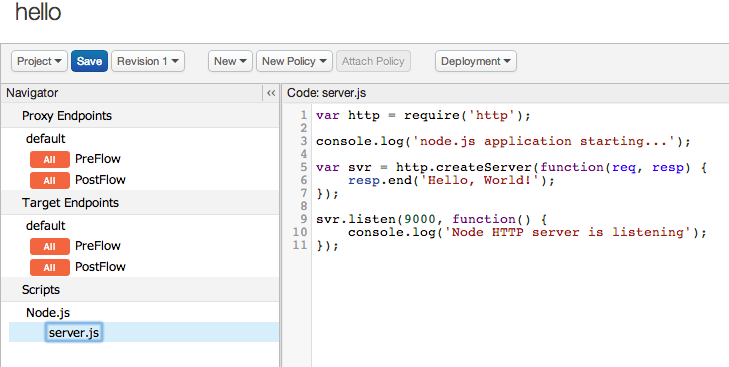 hello
Project Save Revision 1 New New Policy Attach Policy Deployment
Navigator <<
Proxy Endpoints
default
All PreFlow
All PostFlow
Target Endpoints
default
All PreFlow
All PostFlow
Scripts
Node.js
server.js
Code: server.js
1 var http = require('http');
2
3 console.log('node.js application starting...');
4
5 var svr = http.createServer(function(req, resp) {
6     resp.end('Hello, World!');
7 });
8
9 svr.listen(9000, function() {
10     console.log('Node HTTP server is listening');
11 });